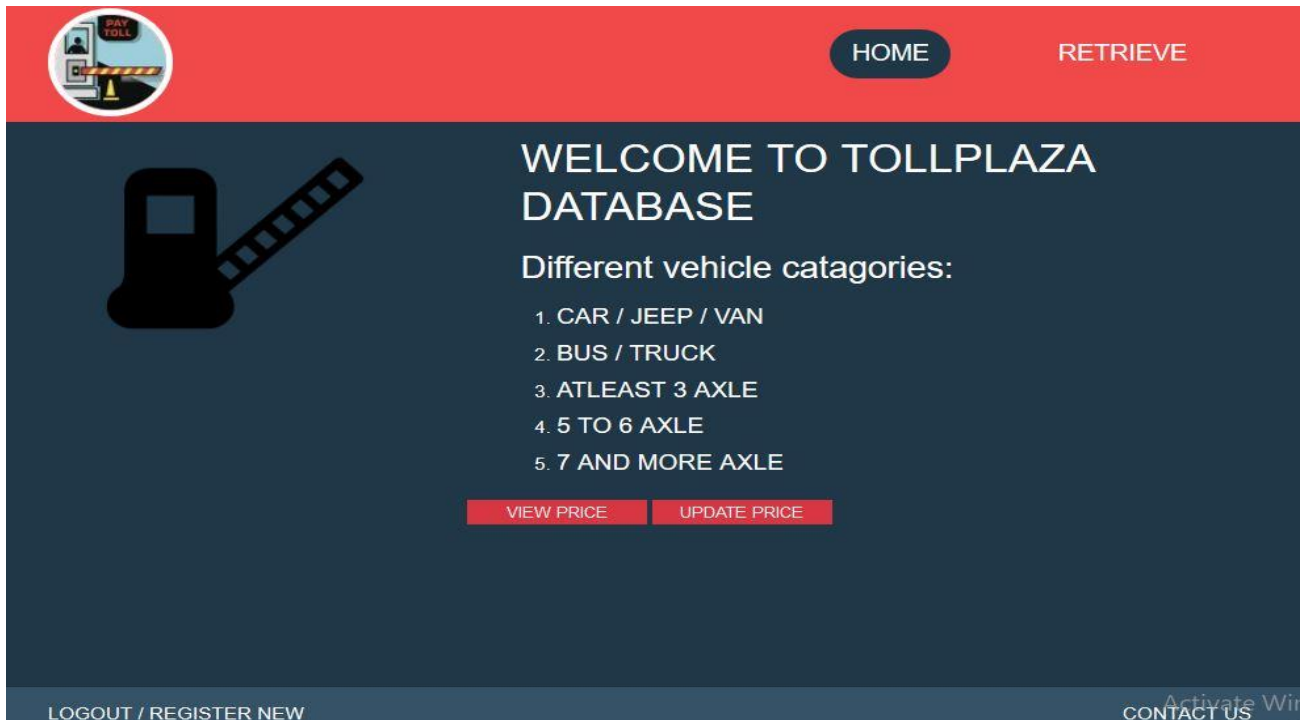 PAY
TOLL
HOME
RETRIEVE
WELCOME TO TOLLPLAZA
DATABASE
Different vehicle catagories:
1. CAR / JEEP / VAN
2. BUS / TRUCK
3. ATLEAST 3 AXLE
4. 5 TO 6 AXLE
5. 7 AND MORE AXLE
VIEW PRICE
UPDATE PRICE
LOGOUT / REGISTER NEW
CONTACT US
Activate Win